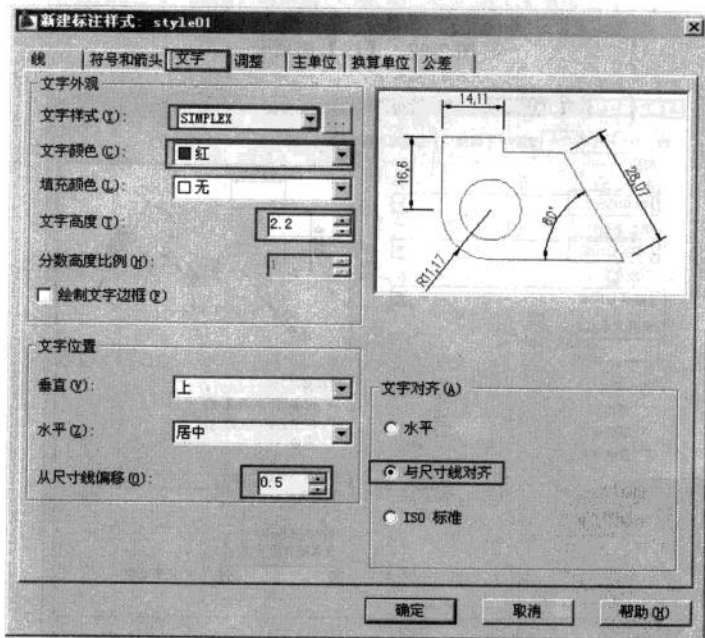 新建标注样式: style01
线 符号和箭头 文字 调整 主单位 换算单位 公差
文字外观
文字样式(Y): SIMPLEX ...
文字颜色(C): 红
填充颜色(L): 无
文字高度(T): 2.2
分数高度比例(H): 1
绘制文字边框(F)
14,11
16,6
28,07
60°
R11,17
文字位置
垂直(V): 上
水平(Z): 居中
从尺寸线偏移(O): 0.5
文字对齐(A)
水平
与尺寸线对齐
ISO 标准
确定 取消 帮助(H)